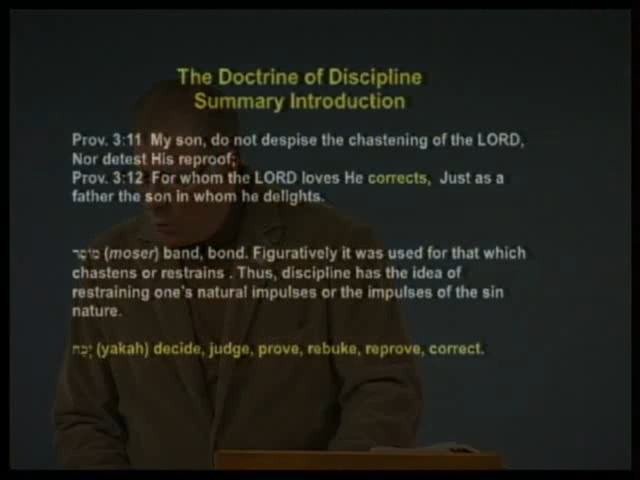 The Doctrine of Discipline
Summary Introduction
Prov. 3:11 My son, do not despise the chastening of the LORD,
Nor detest His reproof;
Prov. 3:12 For whom the LORD loves He corrects, Just as a
father the son in whom he delights.
(moser) band, bond. Figuratively it was used for that which
chastens or restrains . Thus, discipline has the idea of
restraining one's natural impulses or the impulses of the sin
nature.
(yakah) decide, judge, prove, rebuke, reprove, correct.